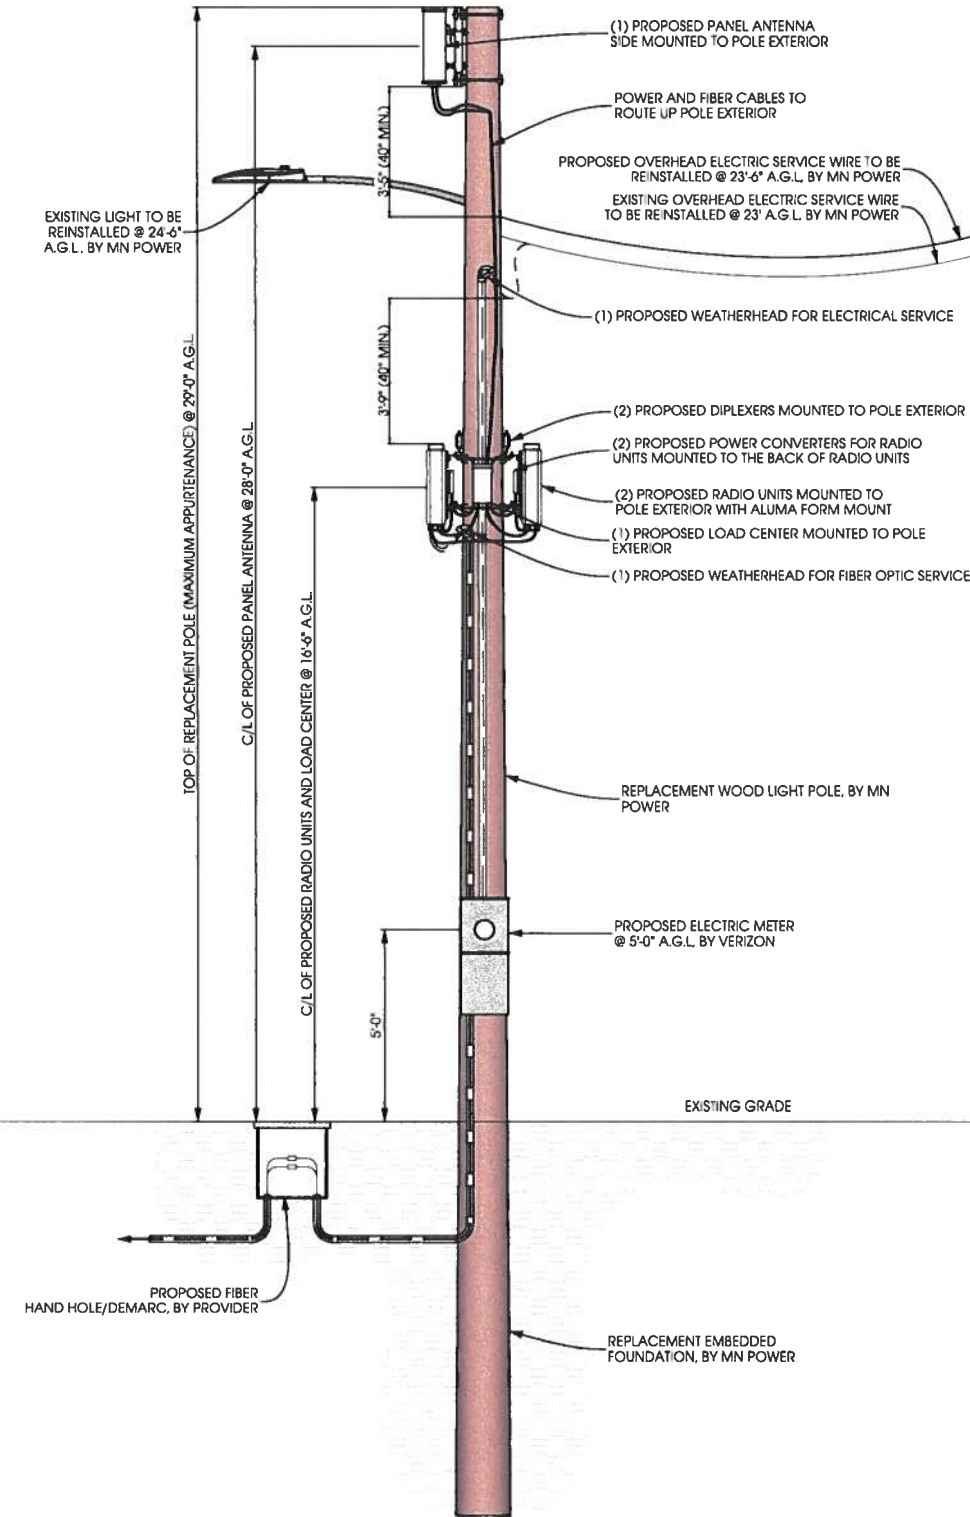 (1) PROPOSED PANEL ANTENNA
SIDE MOUNTED TO POLE EXTERIOR
POWER AND FIBER CABLES TO
ROUTE UP POLE EXTERIOR
3'-5" (40" MIN.)
PROPOSED OVERHEAD ELECTRIC SERVICE WIRE TO BE
REINSTALLED @ 23'-6" A.G.L, BY MN POWER
EXISTING OVERHEAD ELECTRIC SERVICE WIRE
TO BE REINSTALLED @ 23' A.G.L, BY MN POWER
EXISTING LIGHT TO BE
REINSTALLED @ 24'-6"
A.G.L., BY MN POWER
(1) PROPOSED WEATHERHEAD FOR ELECTRICAL SERVICE
3'-9" (40" MIN.)
TOP OF REPLACEMENT POLE (MAXIMUM APPURTENANCE) @ 29'-0" A.G.L
C/L OF PROPOSED PANEL ANTENNA @ 28'-0" A.G.L
C/L OF PROPOSED RADIO UNITS AND LOAD CENTER @ 16'-6" A.G.L
(2) PROPOSED DIPLEXERS MOUNTED TO POLE EXTERIOR
(2) PROPOSED POWER CONVERTERS FOR RADIO
UNITS MOUNTED TO THE BACK OF RADIO UNITS
(2) PROPOSED RADIO UNITS MOUNTED TO
POLE EXTERIOR WITH ALUMA FORM MOUNT
(1) PROPOSED LOAD CENTER MOUNTED TO POLE
EXTERIOR
(1) PROPOSED WEATHERHEAD FOR FIBER OPTIC SERVICE
REPLACEMENT WOOD LIGHT POLE, BY MN
POWER
PROPOSED ELECTRIC METER
@ 5'-0" A.G.L, BY VERIZON
5'-0"
EXISTING GRADE
PROPOSED FIBER
HAND HOLE/DEMARC, BY PROVIDER
REPLACEMENT EMBEDDED
FOUNDATION, BY MN POWER